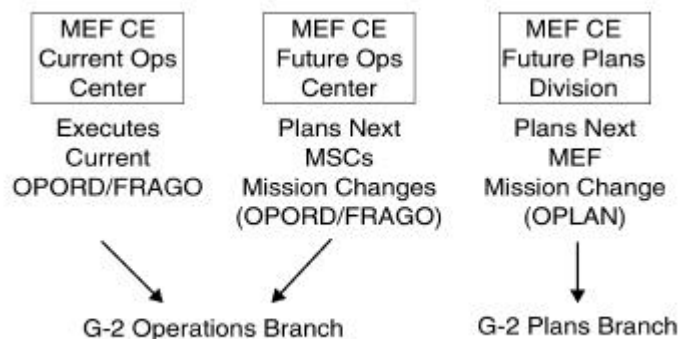 MEF CE
Current Ops
Center
Executes
Current
OPORD/FRAGO
MEF CE
Future Ops
Center
Plans Next
MSCs
Mission Changes
(OPORD/FRAGO)
MEF CE
Future Plans
Division
Plans Next
MEF
Mission Change
(OPLAN)
G-2 Operations Branch
G-2 Plans Branch